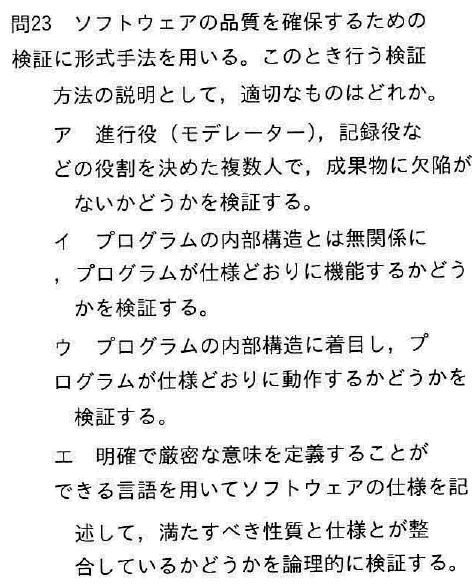 問23　ソフトウェアの品質を確保するための
検証に形式手法を用いる。このとき行う検証
方法の説明として，適切なものはどれか。
ア　進行役（モデレーター），記録役な
どの役割を決めた複数人で，成果物に欠陥が
ないかどうかを検証する。
イ　プログラムの内部構造とは無関係に
，プログラムが仕様どおりに機能するかどう
かを検証する。
ウ　プログラムの内部構造に着目し，プ
ログラムが仕様どおりに動作するかどうかを
検証する。
エ　明確で厳密な意味を定義することが
できる言語を用いてソフトウェアの仕様を記
述して，満たすべき性質と仕様とが整
合しているかどうかを論理的に検証する。